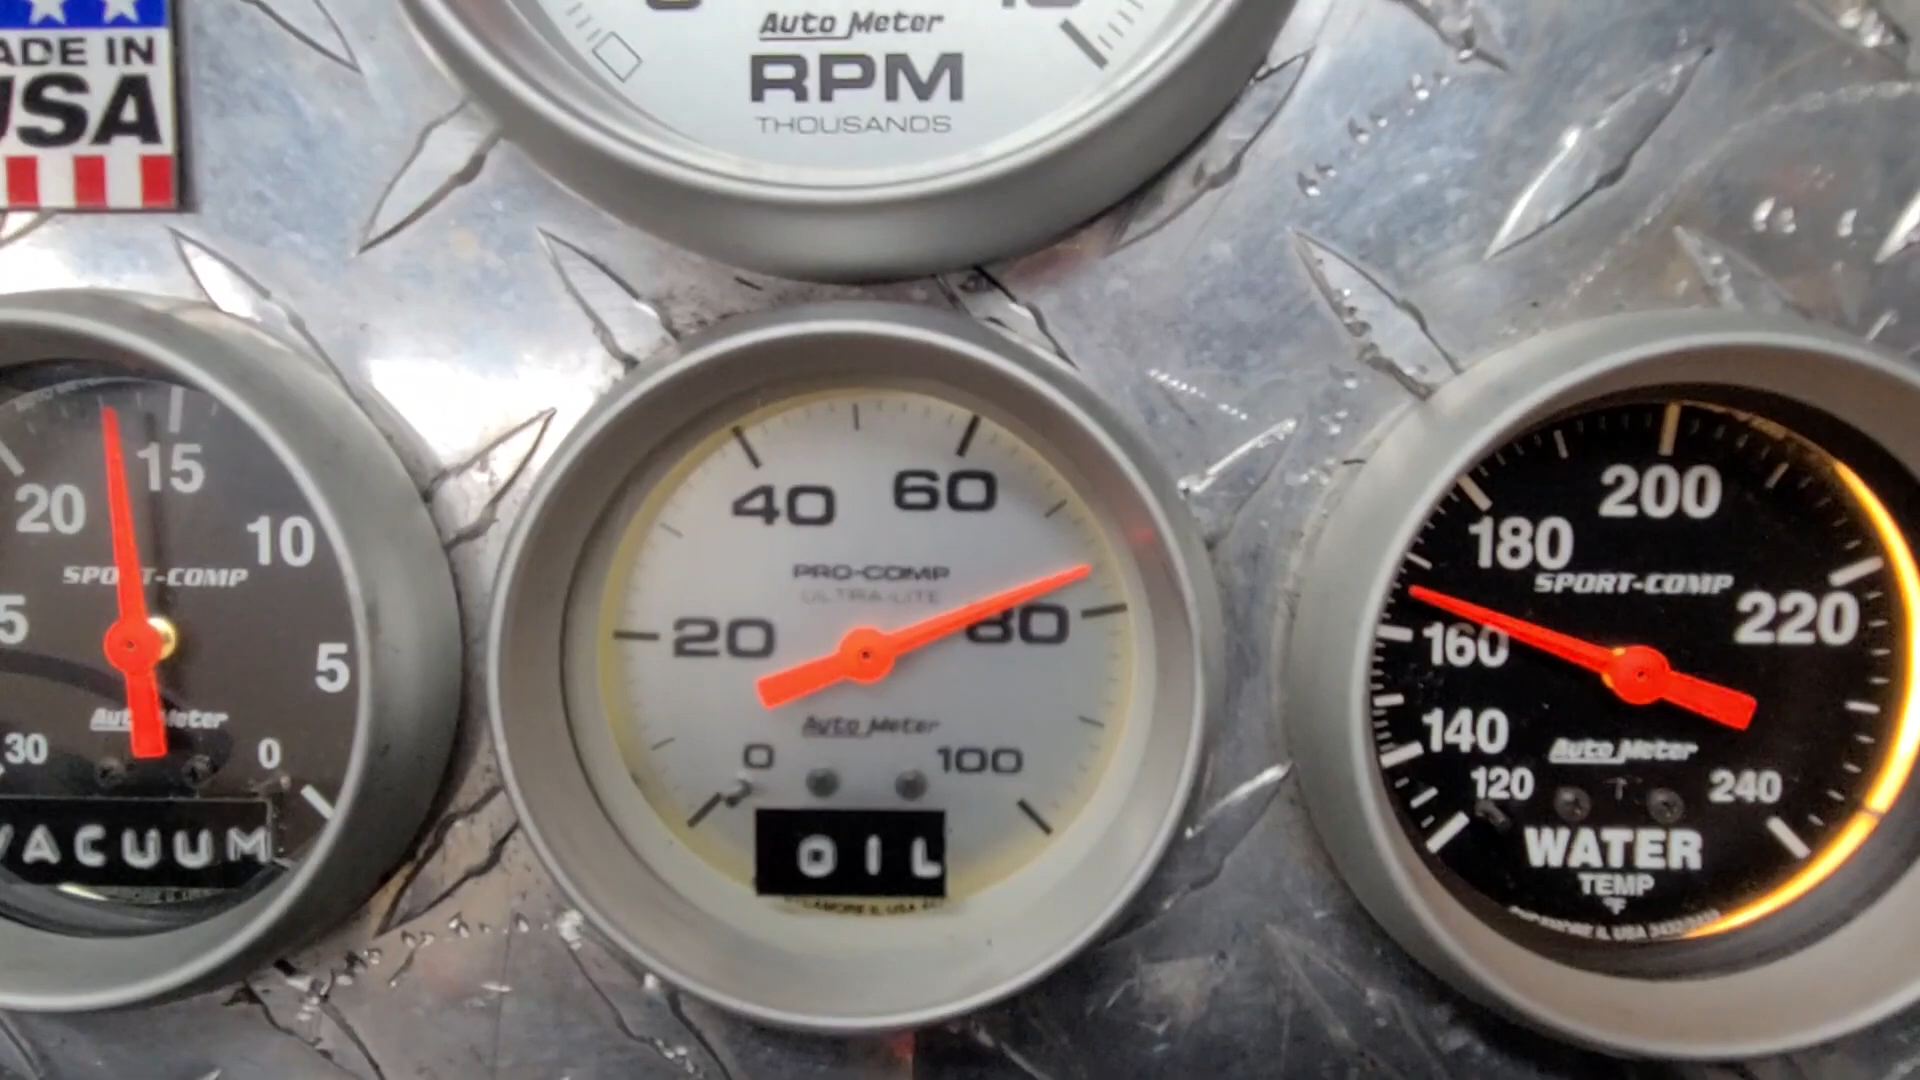 ADE IN
USA
Auto Meter
RPM
THOUSANDS
20
15
10
5
5
SPORT-COMP
Auto Meter
30
0
VACUUM
40
60
20
80
PRO-COMP
ULTRA-LITE
Auto Meter
0
100
OIL
180
200
220
SPORT-COMP
160
140
Auto Meter
120
240
WATER
TEMP
°F